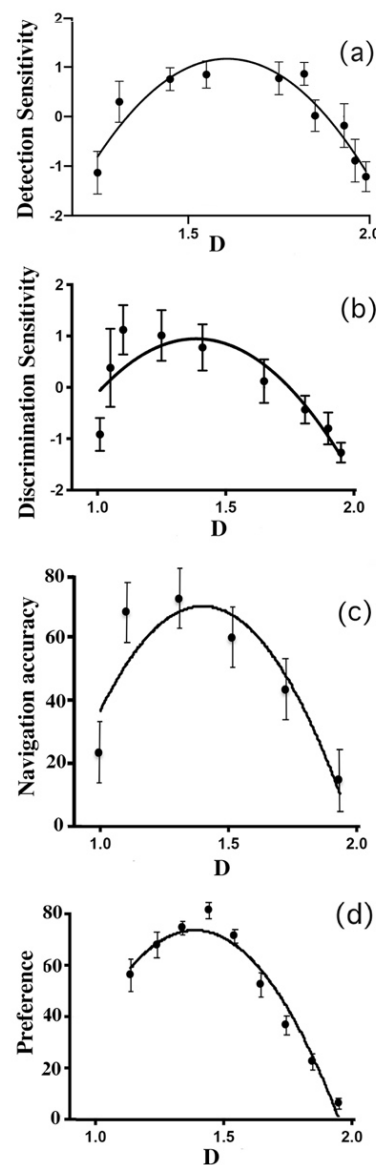 (a)
Detection Sensitivity
2
1
0
-1
-2
1.5
2.0
D
(b)
Discrimination Sensitivity
2
1
0
-1
-2
1.0
1.5
2.0
D
(c)
Navigation accuracy
80
60
40
20
0
1.0
1.5
2.0
D
(d)
Preference
80
60
40
20
0
1.0
1.5
2.0
D